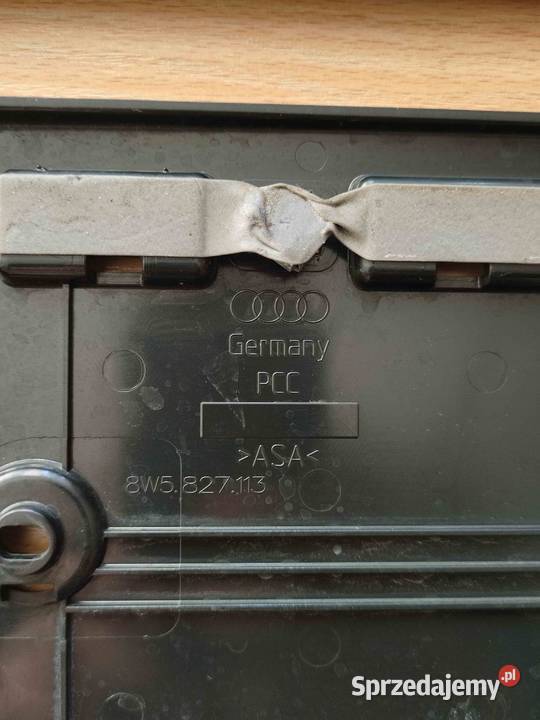 Germany
PCC
>ASA<
8W5.827.113
Sprzedajemy.pl